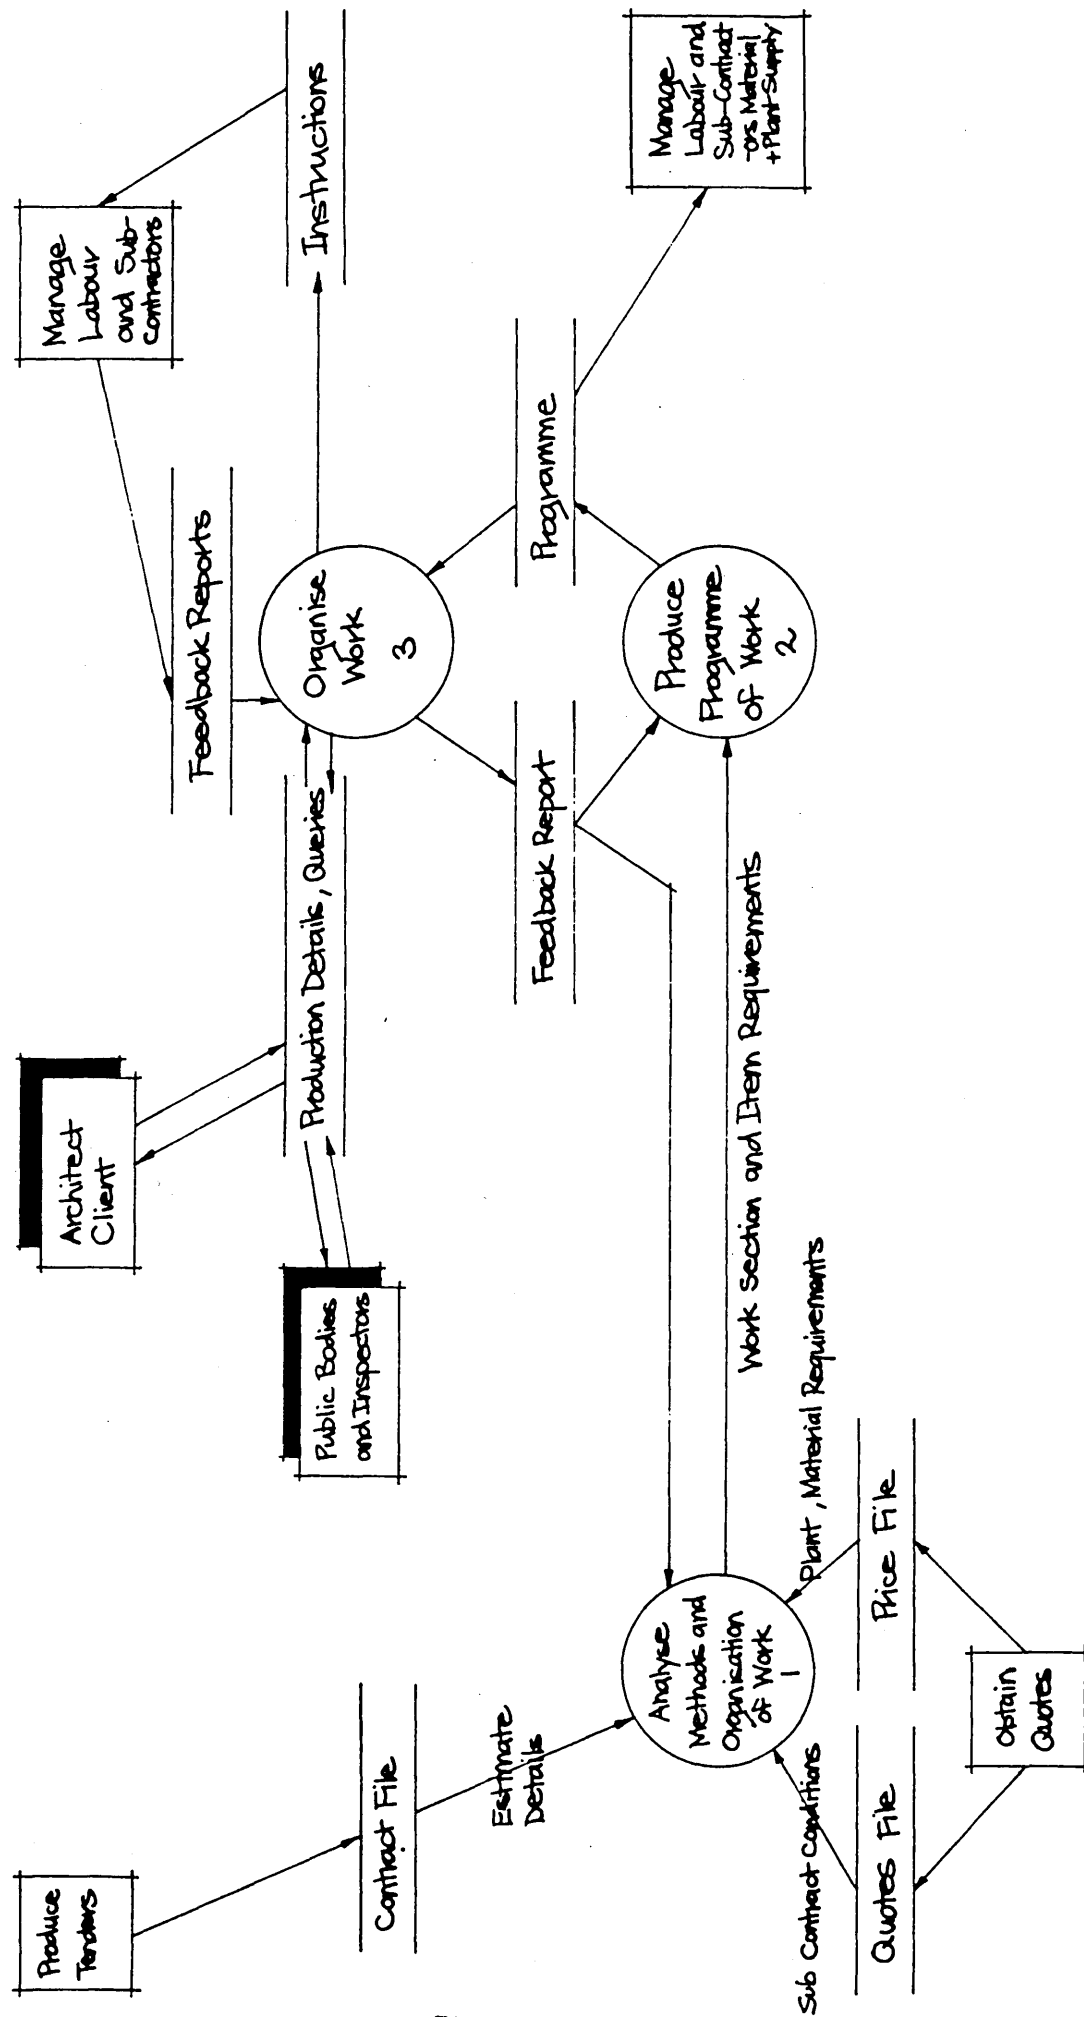 Produce
Tenders
Contract File
Estimate
Details
Analyse
Methods and
Organisation
of Work
1
Sub Contract Conditions
Quotes File
Plant, Material Requirements
Price File
Obtain
Quotes
Architect
Client
Public Bodies
and Inspectors
Production Details, Queries
Work Section and Item Requirements
Feedback Report
Feedback Reports
Organise
Work
3
Produce
Programme
of Work
2
Programme
Manage
Labour
and Sub-
Contractors
Instructions
Manage
Labour and
Sub-Contract
-ors Material
+Plant Supply